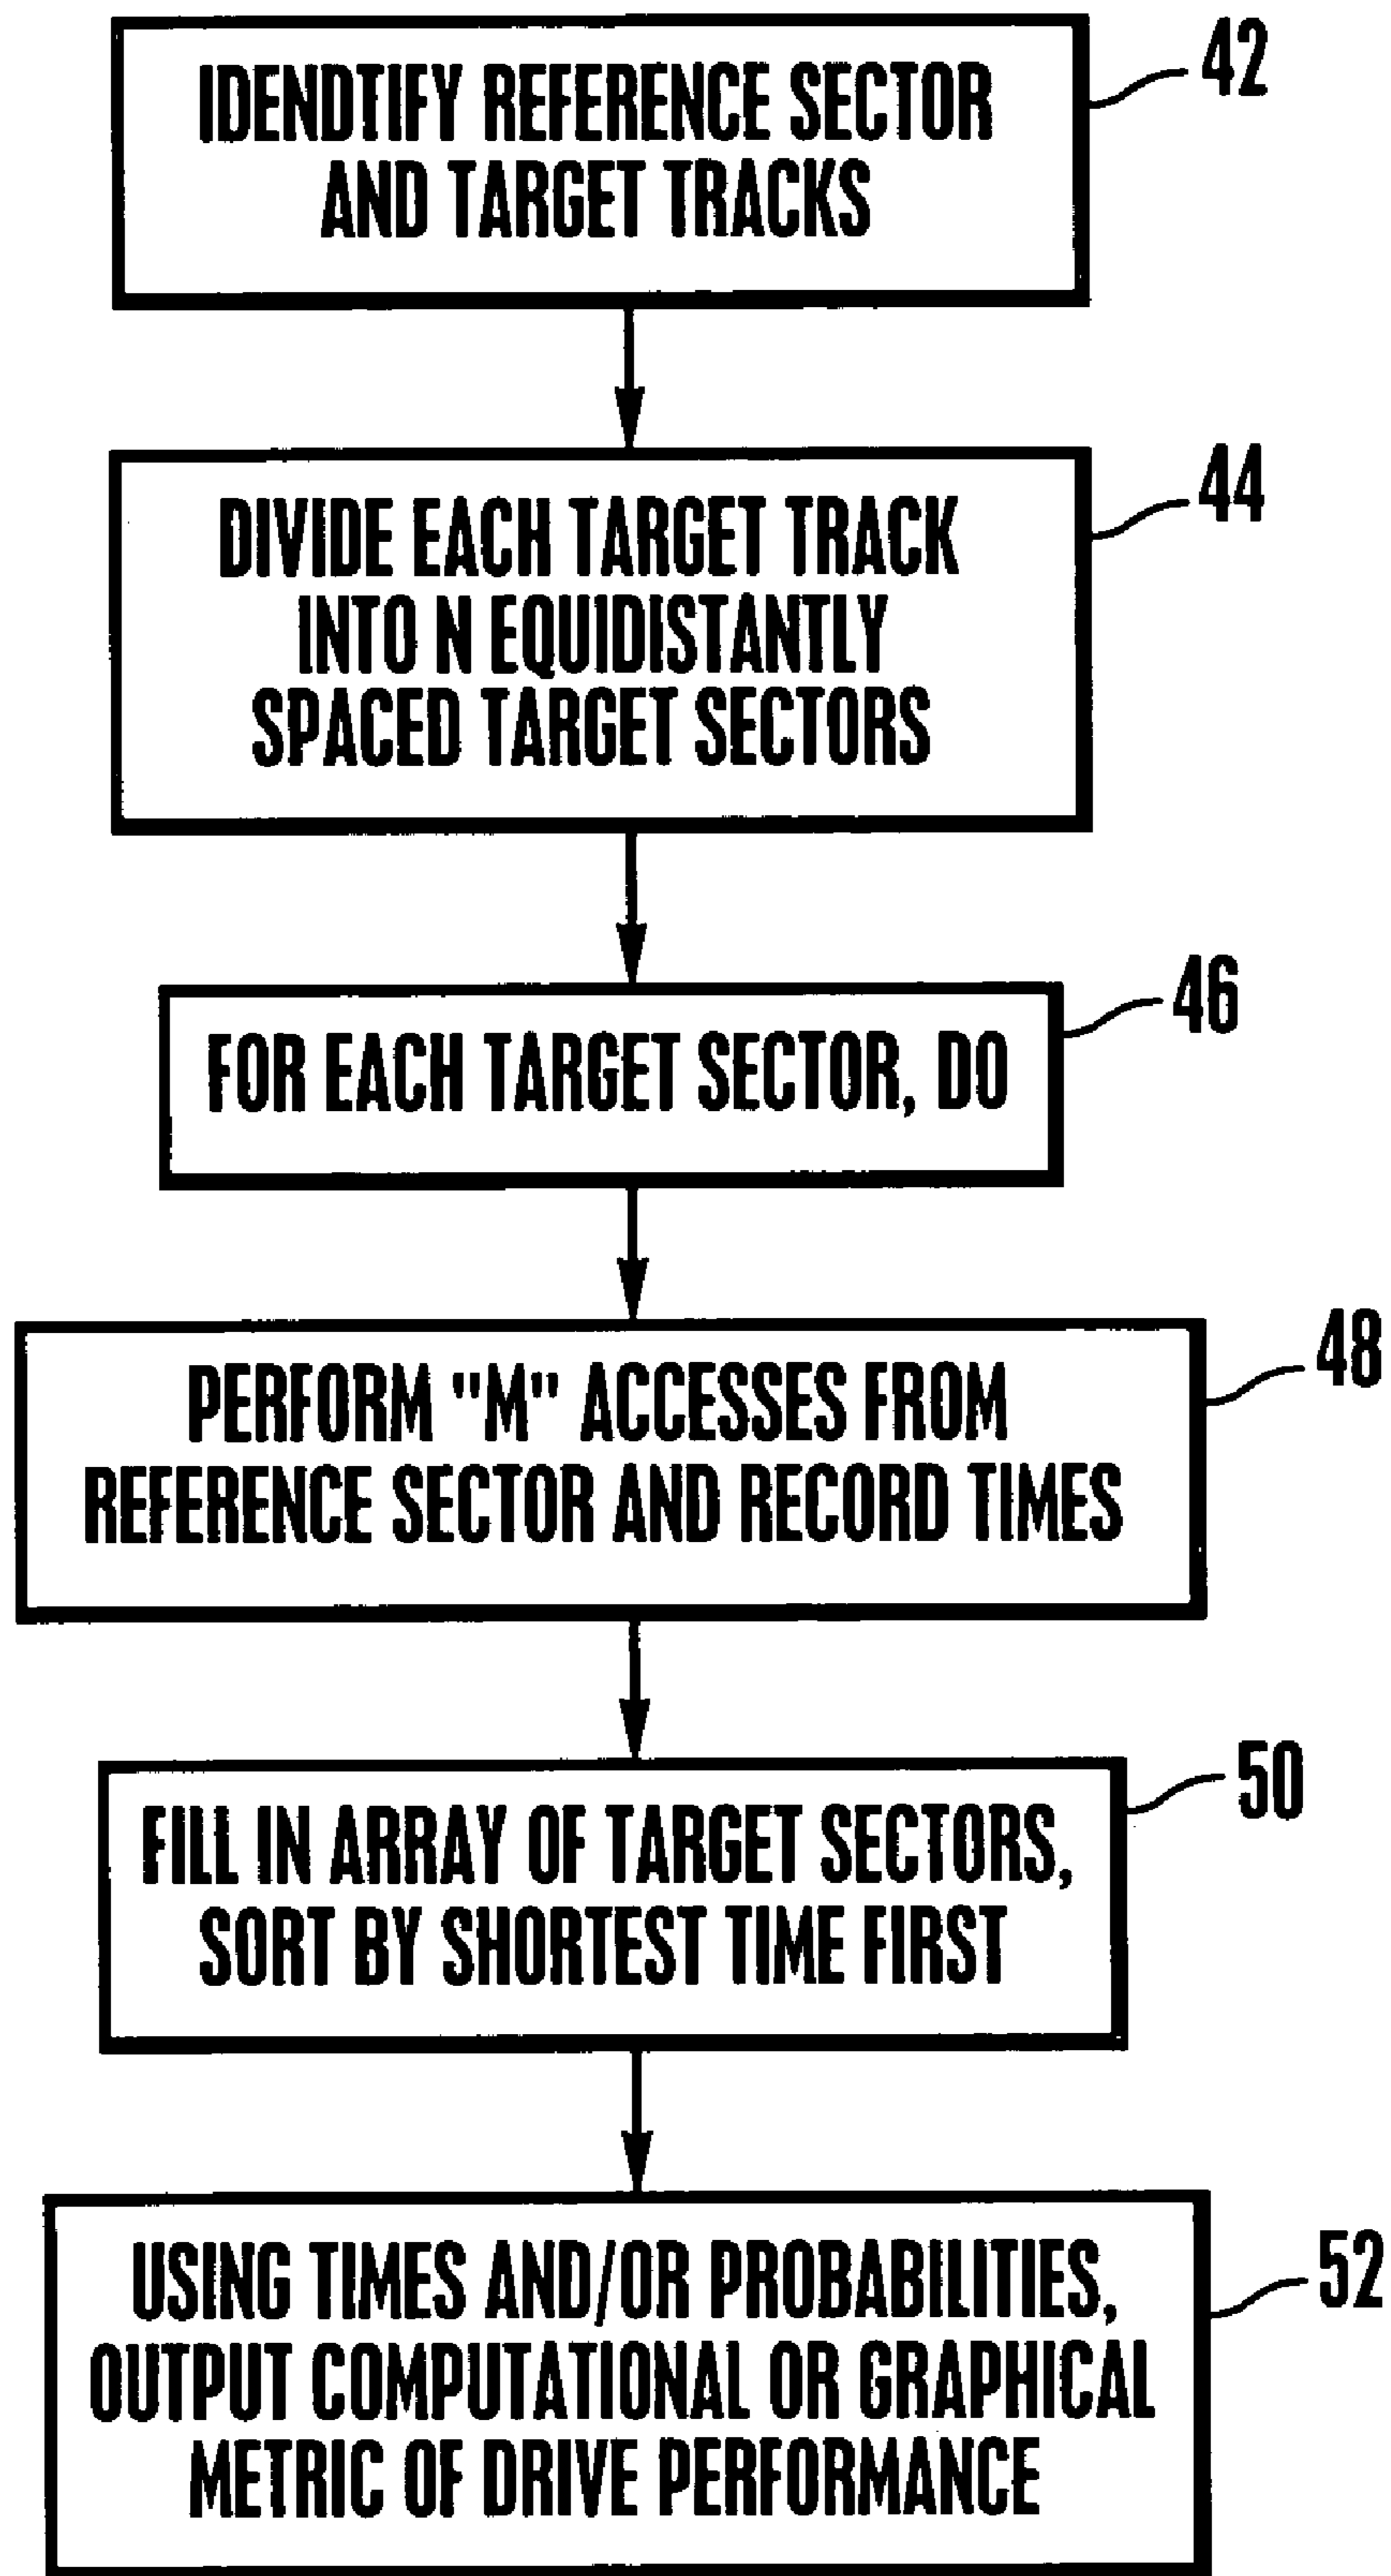 IDENDTIFY REFERENCE SECTOR
AND TARGET TRACKS
42
DIVIDE EACH TARGET TRACK
INTO N EQUIDISTANTLY
SPACED TARGET SECTORS
44
FOR EACH TARGET SECTOR, DO
46
PERFORM "M" ACCESSES FROM
REFERENCE SECTOR AND RECORD TIMES
48
FILL IN ARRAY OF TARGET SECTORS,
SORT BY SHORTEST TIME FIRST
50
USING TIMES AND/OR PROBABILITIES,
OUTPUT COMPUTATIONAL OR GRAPHICAL
METRIC OF DRIVE PERFORMANCE
52